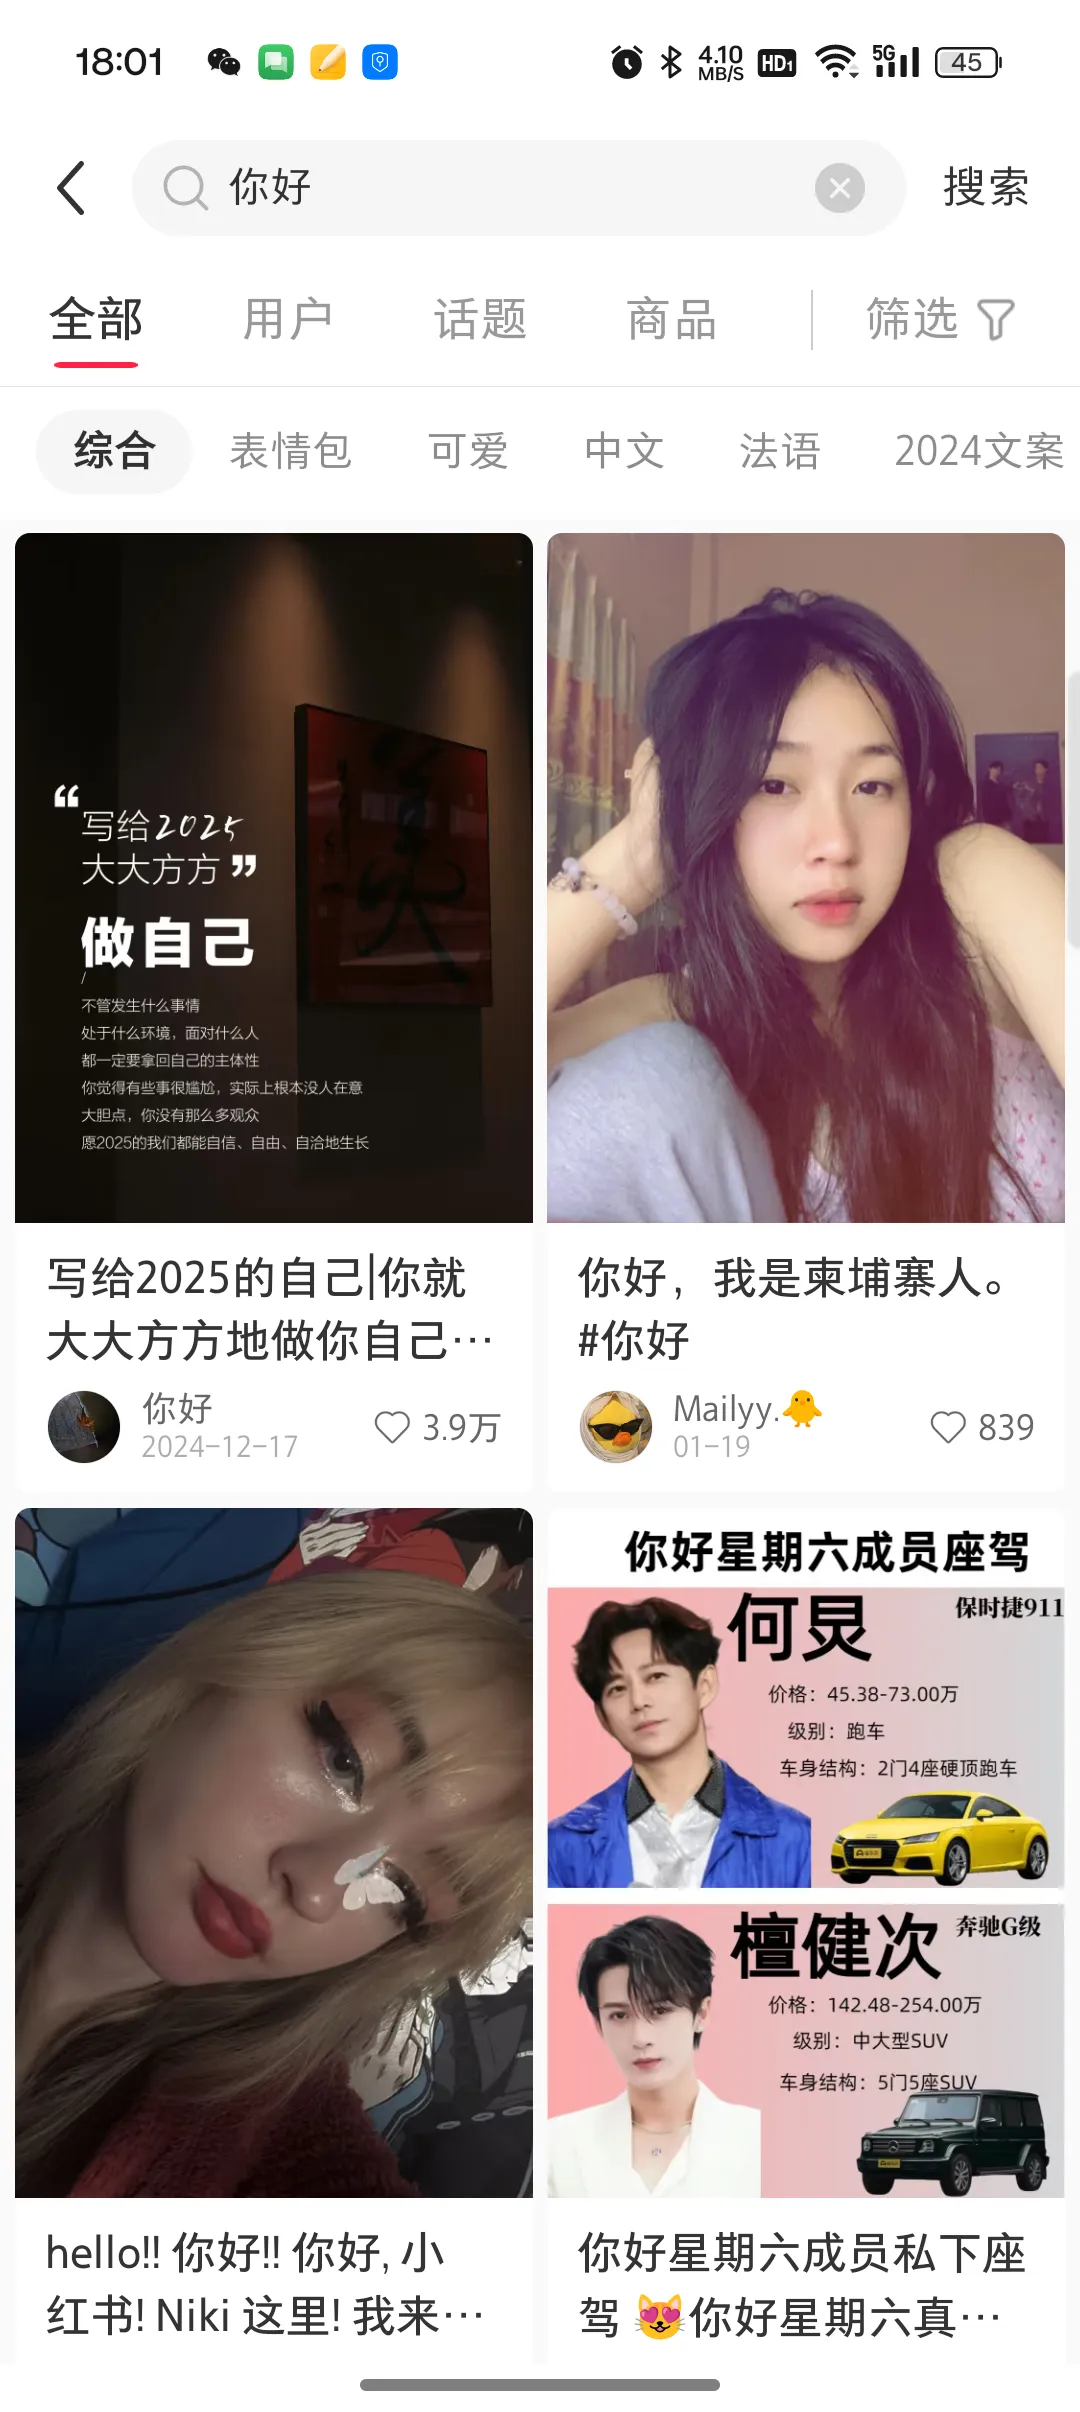 18:01
4.10
MB/S
HD1
5G
45
你好
搜索
全部
用户
话题
商品
筛选
综合
表情包
可爱
中文
法语
2024文案
“写给2025
大大方方”
做自己
/
不管发生什么事情
处于什么环境，面对什么人
都一定要拿回自己的主体性
你觉得有些事很尴尬，实际上根本没人在意
大胆点，你没有那么多观众
愿2025的我们都能自信、自由、自洽地生长
写给2025的自己|你就
大大方方地做你自己…
你好
2024-12-17
3.9万
你好，我是柬埔寨人。
#你好
Mailyy.🐥
01-19
839
hello!! 你好!! 你好, 小
红书! Niki 这里! 我来…
你好星期六成员座驾
何炅
保时捷911
价格：45.38-73.00万
级别：跑车
车身结构：2门4座硬顶跑车
檀健次
奔驰G级
价格：142.48-254.00万
级别：中大型SUV
车身结构：5门5座SUV
你好星期六成员私下座
驾 😻你好星期六真…